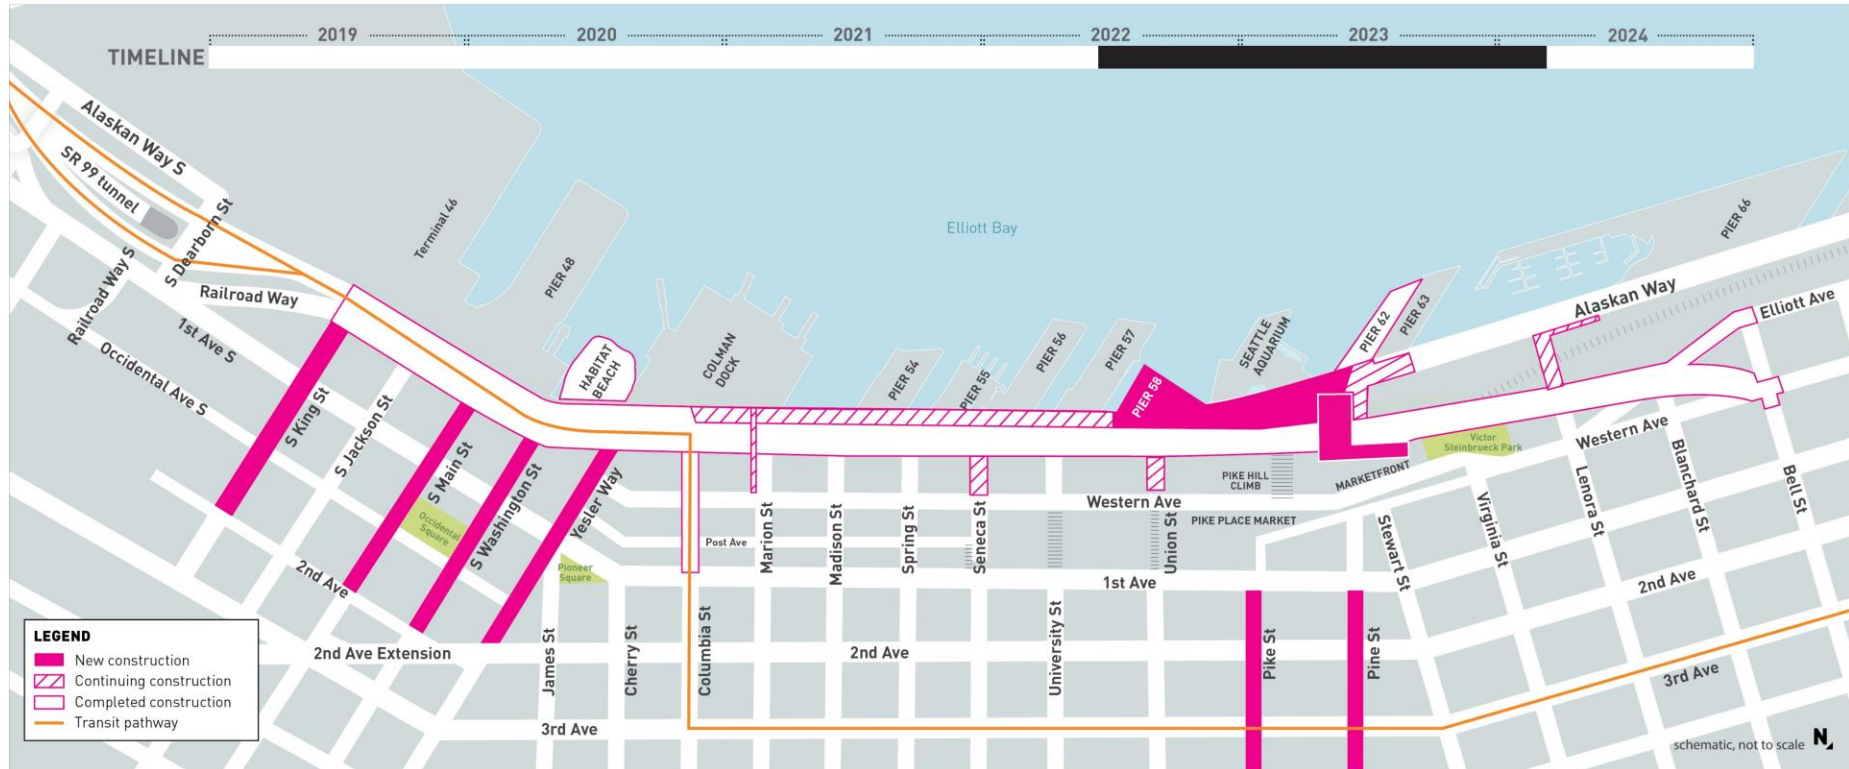 2019
2020
2021
2022
2023
2024
TIMELINE
Alaskan Way S
SR 99 tunnel
S Dearborn St
Railroad Way S
Railroad Way
1st Ave S
Occidental Ave S
Terminal 46
PIER 48
Elliott Bay
PIER 66
S King St
S Jackson St
S Main St
S Washington St
Yesler Way
HABITAT
BEACH
COLMAN
DOCK
PIER 54
PIER 55
PIER 56
PIER 57
PIER 58
SEATTLE
AQUARIUM
PIER 62
PIER 63
Alaskan Way
Elliott Ave
Occidental
Square
Pioneer
Square
2nd Ave
Post Ave
Marion St
Madison St
Spring St
Seneca St
Western Ave
Union St
PIKE HILL
CLIMB
PIKE PLACE MARKET
MARKETFRONT
Victor
Steinbrueck Park
Western Ave
Stewart St
Virginia St
Lenora St
Blanchard St
Bell St
1st Ave
2nd Ave
2nd Ave Extension
James St
Cherry St
Columbia St
2nd Ave
University St
Pike St
Pine St
3rd Ave
3rd Ave
LEGEND
New construction
Continuing construction
Completed construction
Transit pathway
schematic, not to scale
N